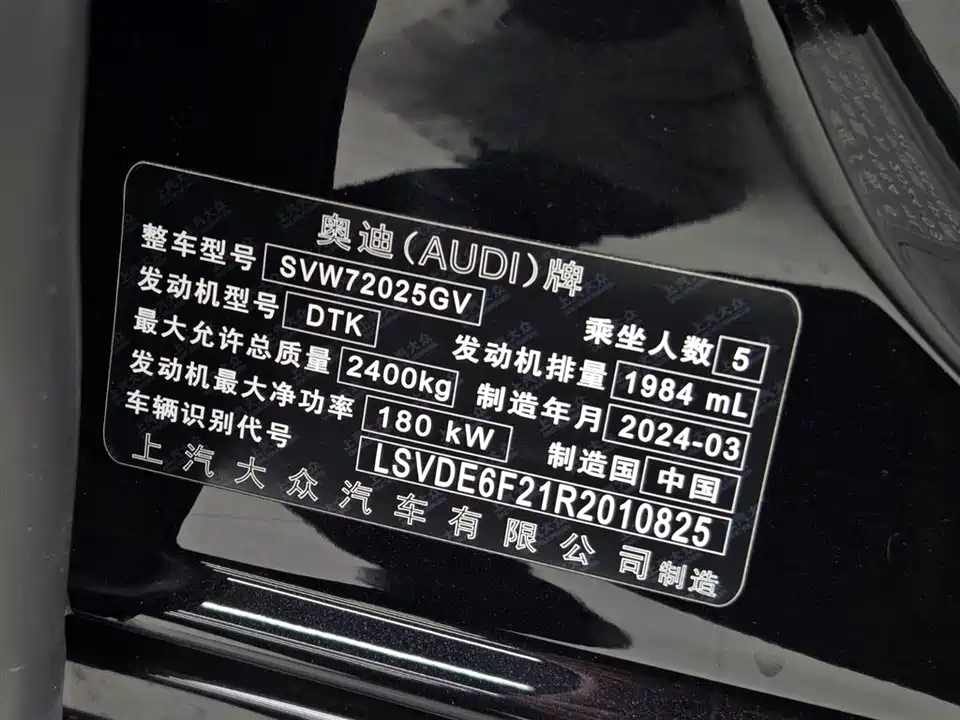 奥迪(AUDI)牌
整车型号 SVW72025GV 乘坐人数 5
发动机型号 DTK 发动机排量 1984 mL
最大允许总质量 2400kg 制造年月 2024-03
发动机最大净功率 180 kW 制造国 中国
车辆识别代号 LSVDE6F21R2010825
上汽大众汽车有限公司制造